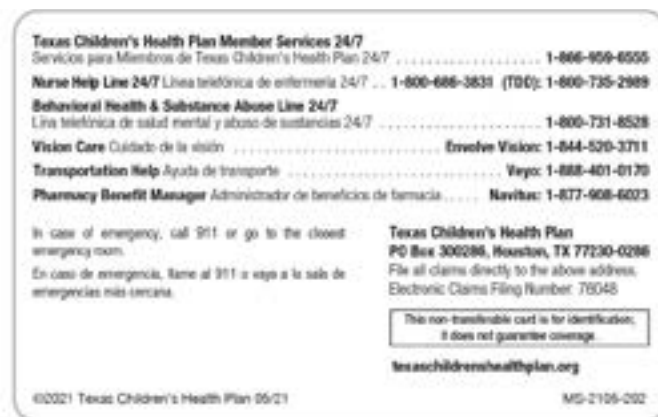 Texas Children's Health Plan Member Services 24/7
Servicios para Miembros de Texas Children's Health Plan 24/7 . . . . . . . . . . . . . . . . . . . 1-866-959-6555
Nurse Help Line 24/7 Línea telefónica de enfermería 24/7 . . 1-800-686-3831 (TDD): 1-800-735-2989
Behavioral Health & Substance Abuse Line 24/7
Lína telefónica de salud mental y abuso de sustancias 24/7 . . . . . . . . . . . . . . . . . . . . . . 1-800-731-8528
Vision Care Cuidado de la visión . . . . . . . . . . . . . . . . . . . . . . . . . . . . Envolve Vision: 1-844-520-3711
Transportation Help Ayuda de transporte . . . . . . . . . . . . . . . . . . . . . . . . . . . . . . Veyo: 1-888-401-0170
Pharmacy Benefit Manager Administrador de beneficios de farmacia . . . . . Navitus: 1-877-908-6023
In case of emergency, call 911 or go to the closest
emergency room.
En caso de emergencia, llame al 911 o vaya a la sala de
emergencias más cercana.
Texas Children's Health Plan
PO Box 300286, Houston, TX 77230-0286
File all claims directly to the above address.
Electronic Claims Filing Number: 76048
This non-transferable card is for identification;
it does not guarantee coverage.
texaschildrenshealthplan.org
©2021 Texas Children's Health Plan 05/21
MS-2105-202